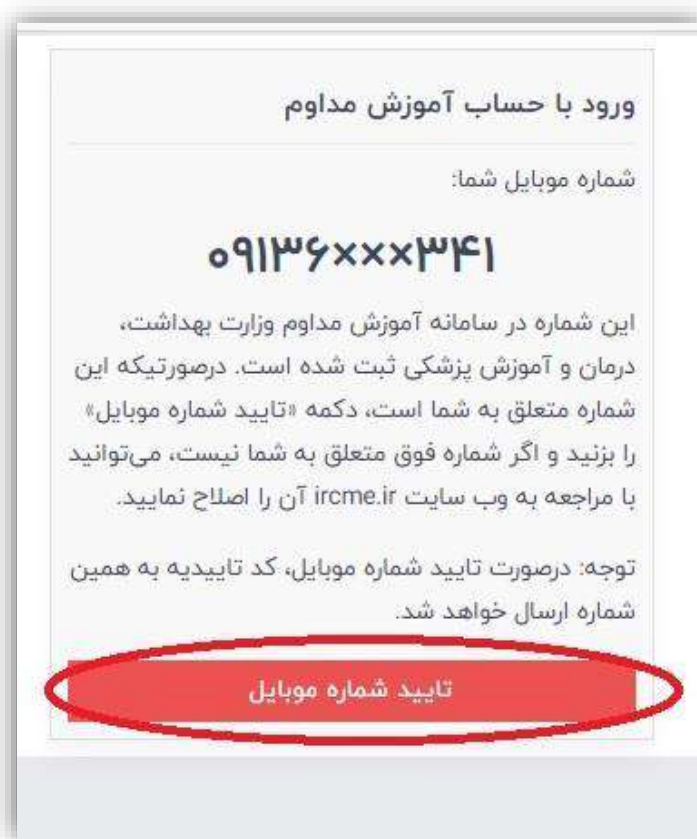 ورود با حساب آموزش مداوم
شماره موبایل شما:
۰۹۱۳۶×××۳۴۱
این شماره در سامانه آموزش مداوم وزارت بهداشت،
درمان و آموزش پزشکی ثبت شده است. درصورتیکه این
شماره متعلق به شما است، دکمه «تایید شماره موبایل»
را بزنید و اگر شماره فوق متعلق به شما نیست، می‌توانید
با مراجعه به وب سایت ircme.ir آن را اصلاح نمایید.
توجه: درصورت تایید شماره موبایل، کد تاییدیه به همین
شماره ارسال خواهد شد.
تایید شماره موبایل